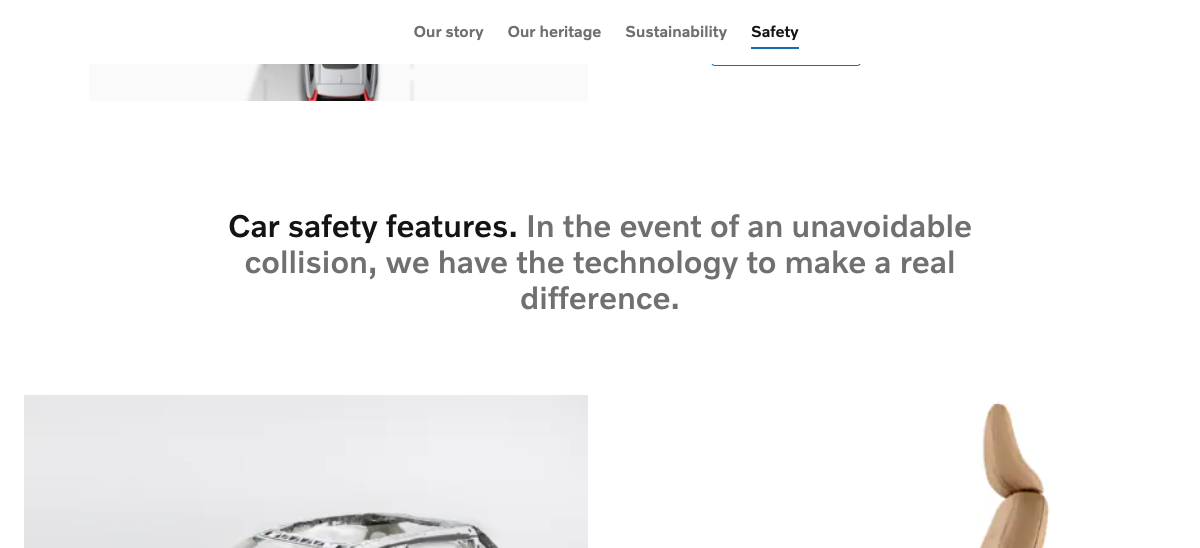 Our story Our heritage Sustainability Safety
Car safety features. In the event of an unavoidable
collision, we have the technology to make a real
difference.